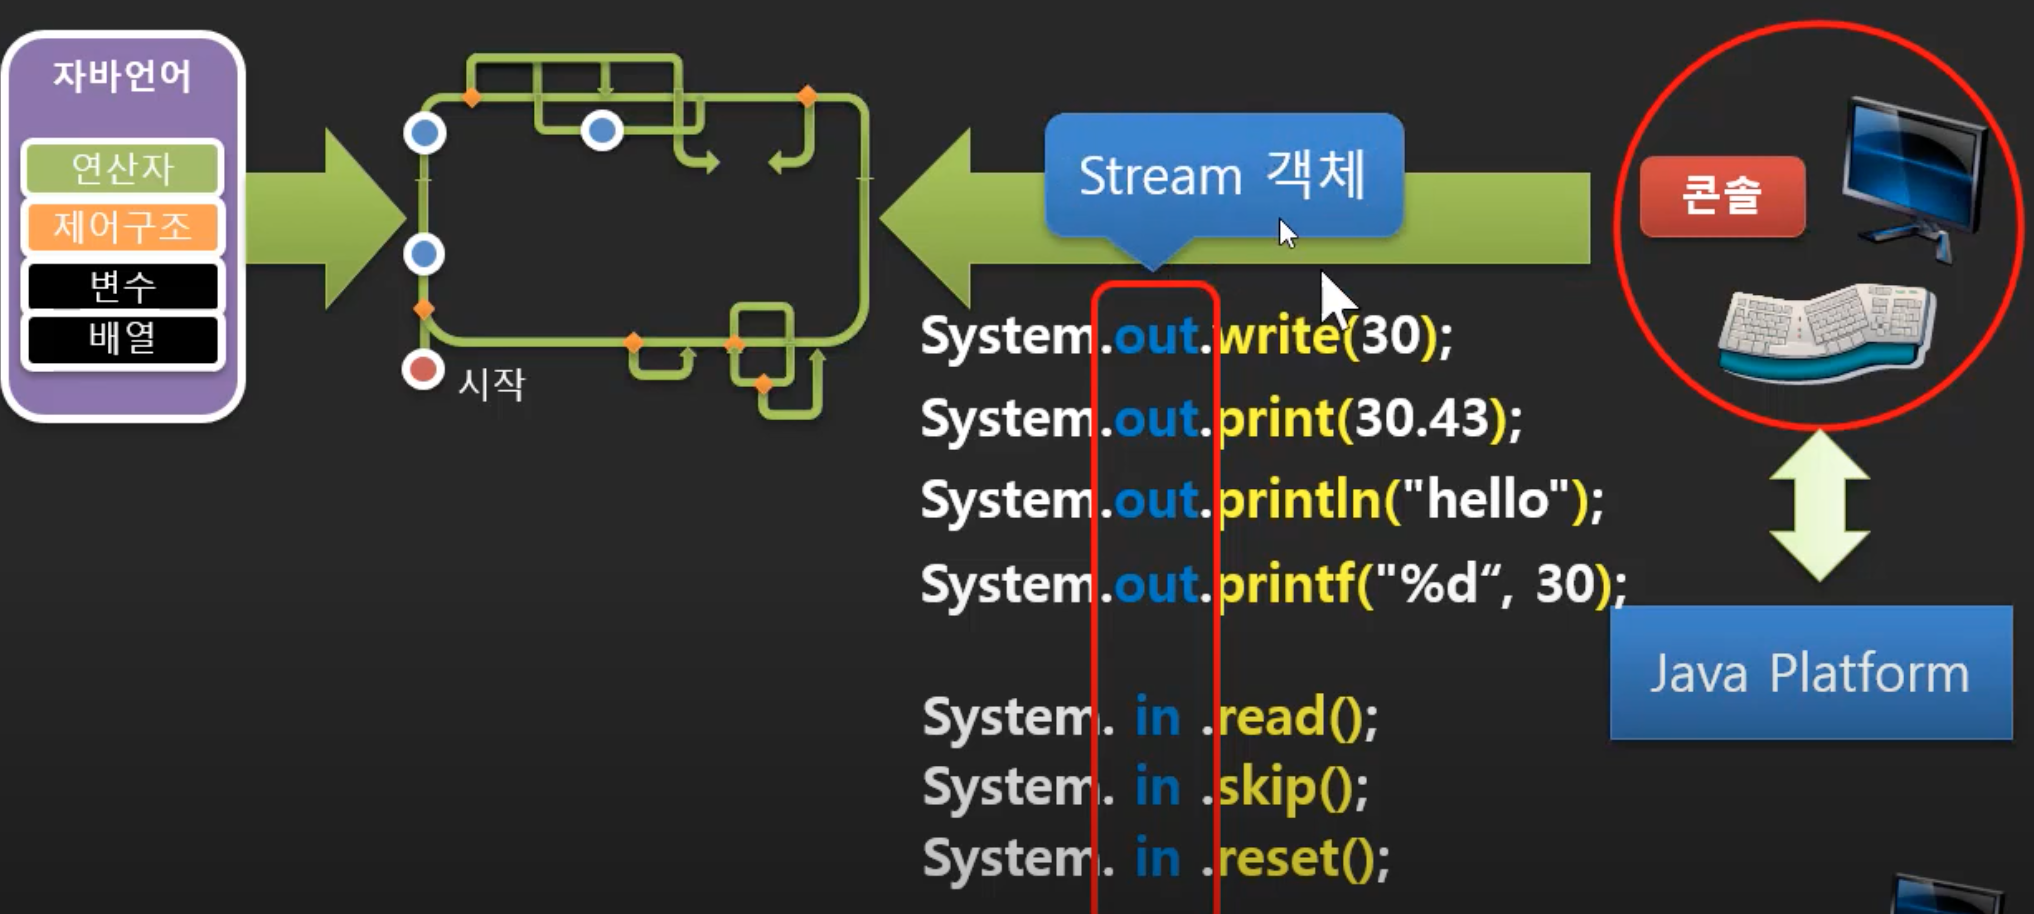 자바언어
연산자
제어구조
변수
배열
시작
Stream 객체
콘솔
System.out.write(30);
System.out.print(30.43);
System.out.println("hello");
System.out.printf("%d“, 30);
Java Platform
System. in .read();
System. in .skip();
System. in .reset();